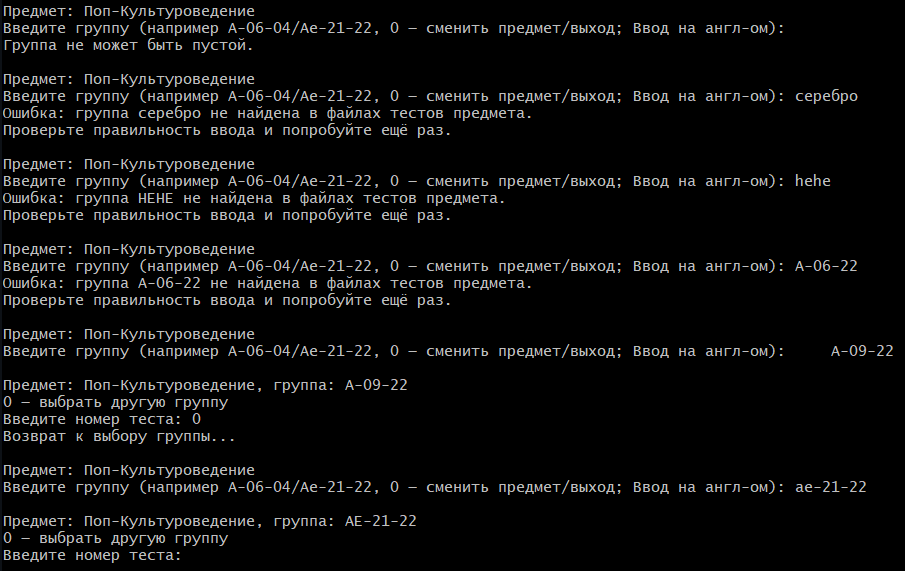 Предмет: Поп-Культуроведение
Введите группу (например А-06-04/Ае-21-22, 0 — сменить предмет/выход; Ввод на англ-ом):
Группа не может быть пустой.
Предмет: Поп-Культуроведение
Введите группу (например А-06-04/Ае-21-22, 0 — сменить предмет/выход; Ввод на англ-ом): серебро
Ошибка: группа серебро не найдена в файлах тестов предмета.
Проверьте правильность ввода и попробуйте ещё раз.
Предмет: Поп-Культуроведение
Введите группу (например А-06-04/Ае-21-22, 0 — сменить предмет/выход; Ввод на англ-ом): hehe
Ошибка: группа HEHE не найдена в файлах тестов предмета.
Проверьте правильность ввода и попробуйте ещё раз.
Предмет: Поп-Культуроведение
Введите группу (например А-06-04/Ае-21-22, 0 — сменить предмет/выход; Ввод на англ-ом): A-06-22
Ошибка: группа A-06-22 не найдена в файлах тестов предмета.
Проверьте правильность ввода и попробуйте ещё раз.
Предмет: Поп-Культуроведение
Введите группу (например А-06-04/Ае-21-22, 0 — сменить предмет/выход; Ввод на англ-ом):     A-09-22
Предмет: Поп-Культуроведение, группа: A-09-22
0 — выбрать другую группу
Введите номер теста: 0
Возврат к выбору группы...
Предмет: Поп-Культуроведение
Введите группу (например А-06-04/Ае-21-22, 0 — сменить предмет/выход; Ввод на англ-ом): ae-21-22
Предмет: Поп-Культуроведение, группа: AE-21-22
0 — выбрать другую группу
Введите номер теста: